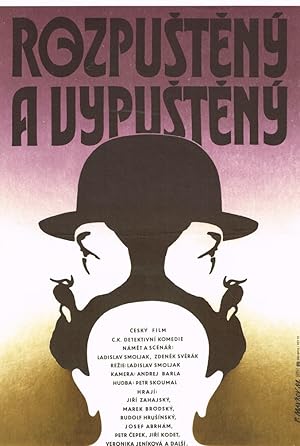 ROZPUŠTĚNÝ
A VYPUŠTĚNÝ
ČESKÝ FILM
C.K. DETEKTIVNÍ KOMEDIE
NÁMĚT A SCÉNÁŘ:
LADISLAV SMOLJAK, ZDENĚK SVĚRÁK
REŽIE: LADISLAV SMOLJAK
KAMERA: ANDREJ BARLA
HUDBA: PETR SKOUMAL
HRAJÍ:
JIŘÍ ZAHAJSKÝ,
MAREK BRODSKÝ,
RUDOLF HRUŠÍNSKÝ,
JOSEF ABRHÁM,
PETR ČEPEK, JIŘÍ KODET,
VERONIKA JENÍKOVÁ A DALŠÍ.